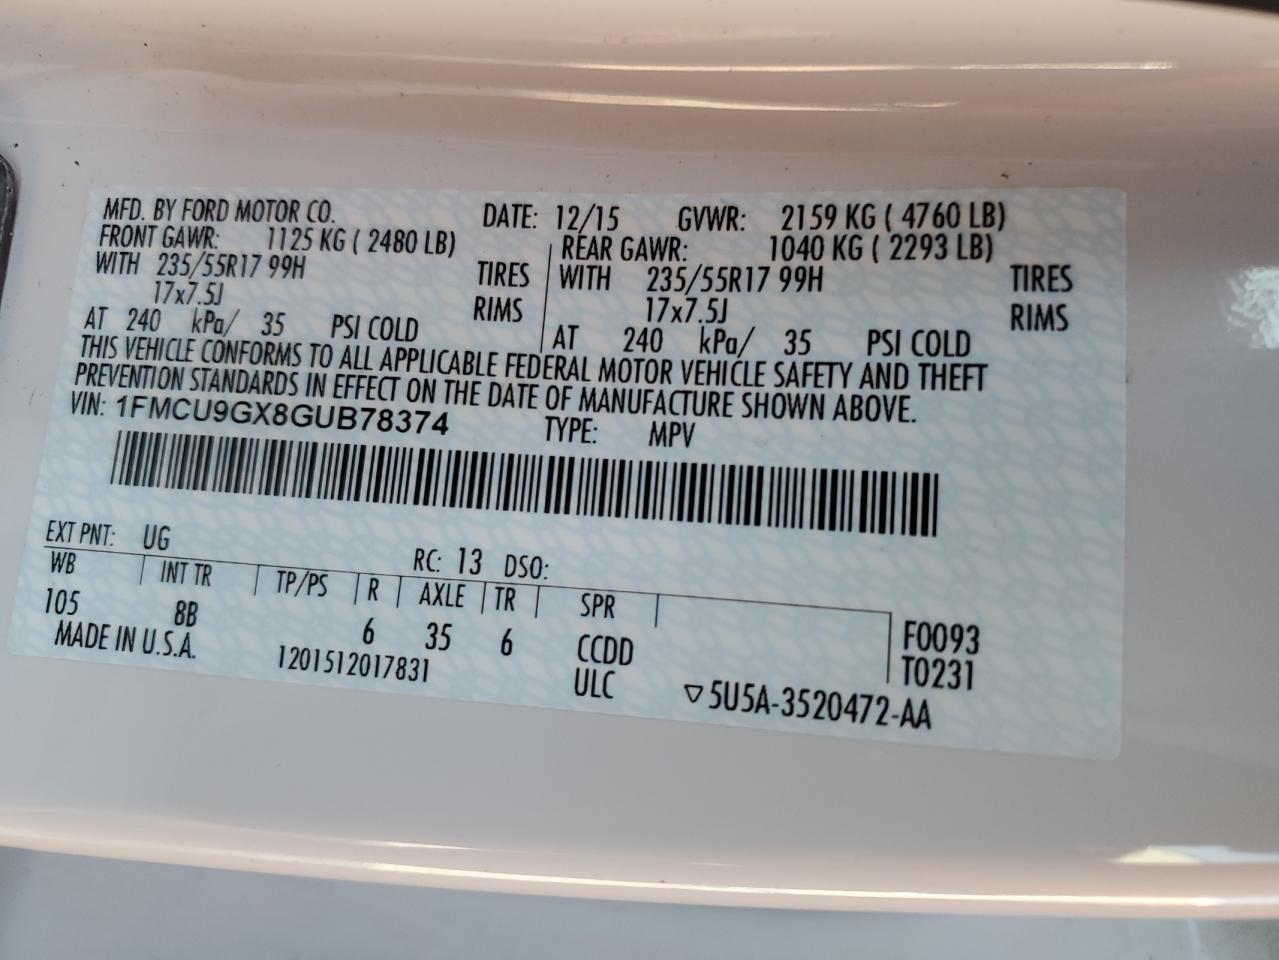 MFD. BY FORD MOTOR CO. DATE: 12/15 GVWR: 2159 KG ( 4760 LB)
FRONT GAWR: 1125 KG ( 2480 LB) REAR GAWR: 1040 KG ( 2293 LB)
WITH 235/55R17 99H TIRES WITH 235/55R17 99H TIRES
17x7.5J RIMS 17x7.5J RIMS
AT 240 kPa/ 35 PSI COLD AT 240 kPa/ 35 PSI COLD
THIS VEHICLE CONFORMS TO ALL APPLICABLE FEDERAL MOTOR VEHICLE SAFETY AND THEFT
PREVENTION STANDARDS IN EFFECT ON THE DATE OF MANUFACTURE SHOWN ABOVE.
VIN: 1FMCU9GX8GUB78374 TYPE: MPV
EXT PNT: UG RC: 13 DSO:
WB INT TR TP/PS R AXLE TR SPR
105 8B 6 35 6 CCDD F0093
MADE IN U.S.A. 1201512017831 ULC T0231
▽5U5A-3520472-AA